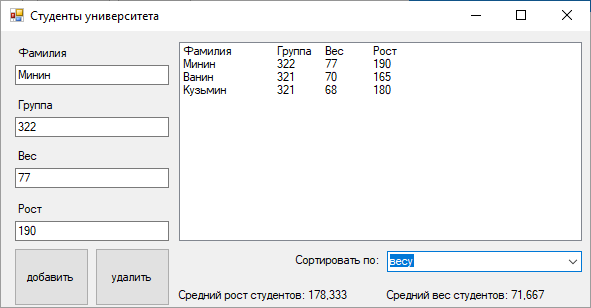 Студенты университета
Фамилия
Минин
Группа
322
Вес
77
Рост
190
добавить удалить
Фамилия Группа Вес Рост
Минин 322 77 190
Ванин 321 70 165
Кузьмин 321 68 180
Сортировать по: весу
Средний рост студентов: 178,333 Средний вес студентов: 71,667